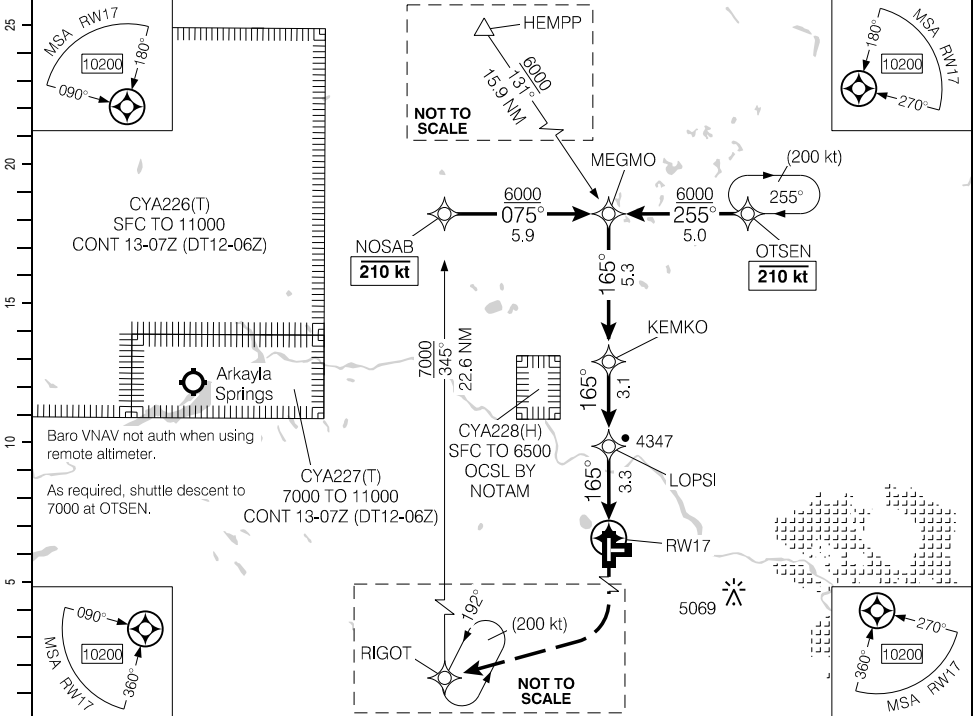 25
20
15
10
5
MSA RW17
10200
180°
090°
MSA RW17
10200
180°
270°
HEMPP
6000
131°
15.9 NM
NOT TO
SCALE
MEGMO
(200 kt)
255°
CYA226(T)
SFC TO 11000
CONT 13-07Z (DT12-06Z)
6000
075°
5.9
6000
255°
5.0
NOSAB
210 kt
OTSEN
210 kt
165°
5.3
KEMKO
7000
345°
22.6 NM
Arkayla
Springs
165°
3.1
CYA228(H)
SFC TO 6500
OCSL BY
NOTAM
4347
LOPSI
Baro VNAV not auth when using
remote altimeter.
As required, shuttle descent to
7000 at OTSEN.
CYA227(T)
7000 TO 11000
CONT 13-07Z (DT12-06Z)
165°
3.3
RW17
5069
192°
(200 kt)
RIGOT
NOT TO
SCALE
090°
10200
360°
MSA RW17
270°
10200
360°
MSA RW17